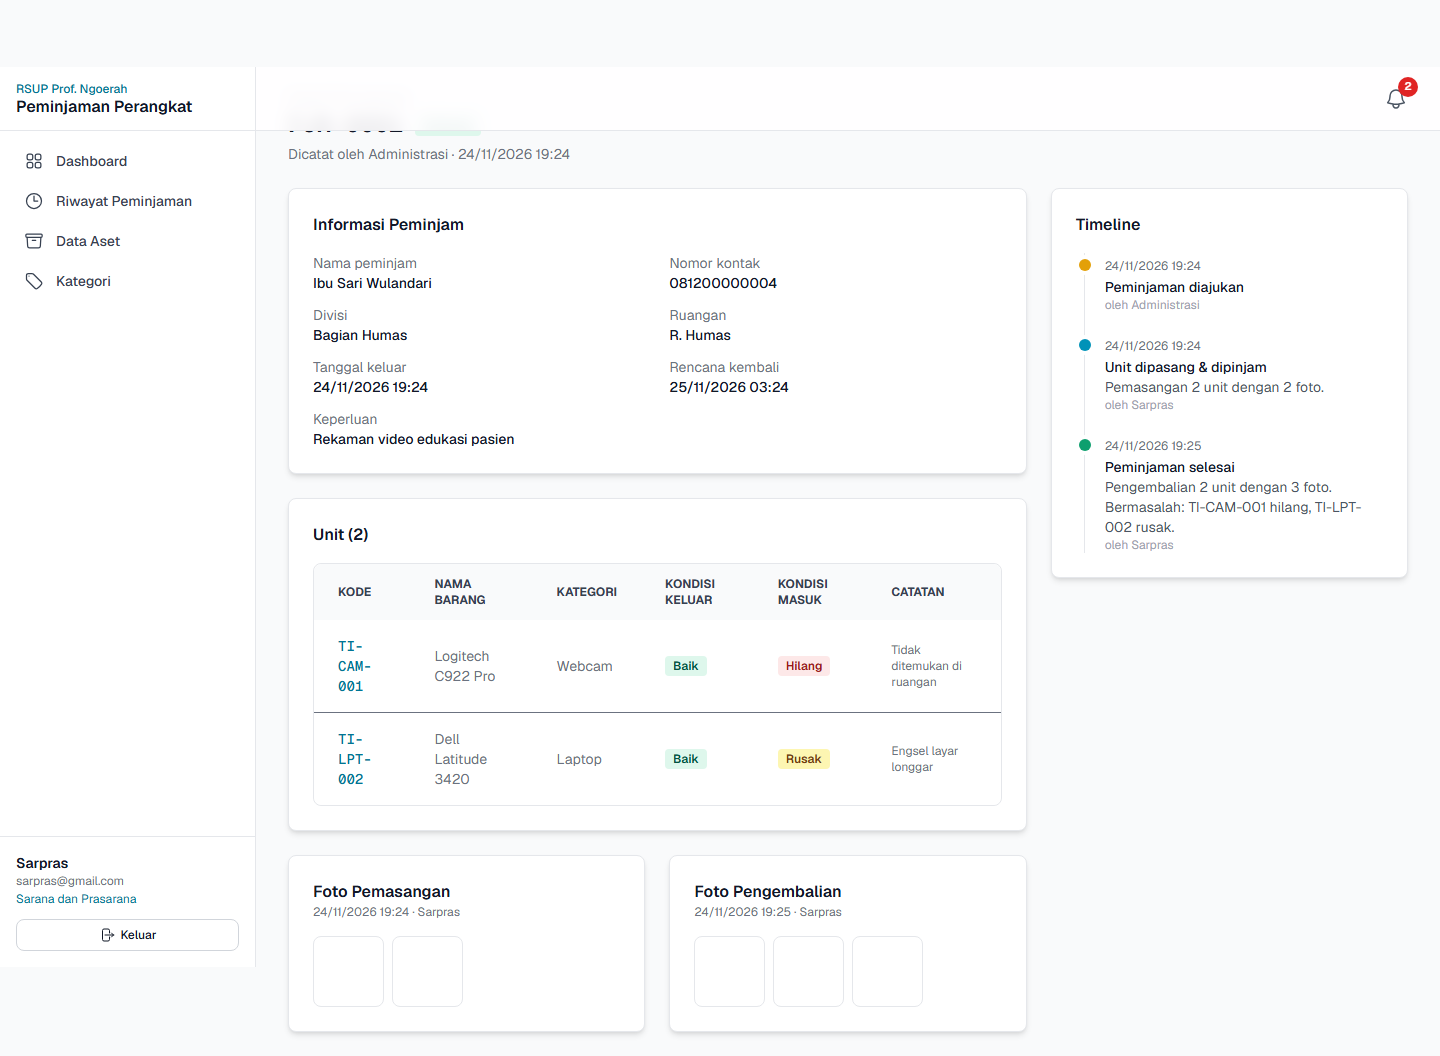 RSUP Prof. Ngoerah
Peminjaman Perangkat
2
Dashboard
Riwayat Peminjaman
Data Aset
Kategori
Sarpras
sarpras@gmail.com
Sarana dan Prasarana
Keluar
Dicatat oleh Administrasi · 24/11/2026 19:24
Informasi Peminjam
Nama peminjam
Ibu Sari Wulandari
Nomor kontak
081200000004
Divisi
Bagian Humas
Ruangan
R. Humas
Tanggal keluar
24/11/2026 19:24
Rencana kembali
25/11/2026 03:24
Keperluan
Rekaman video edukasi pasien
Unit (2)
KODE
NAMA
BARANG
KATEGORI
KONDISI
KELUAR
KONDISI
MASUK
CATATAN
TI-
CAM-
001
Logitech
C922 Pro
Webcam
Baik
Hilang
Tidak
ditemukan di
ruangan
TI-
LPT-
002
Dell
Latitude
3420
Laptop
Baik
Rusak
Engsel layar
longgar
Foto Pemasangan
24/11/2026 19:24 · Sarpras
Foto Pengembalian
24/11/2026 19:25 · Sarpras
Timeline
24/11/2026 19:24
Peminjaman diajukan
oleh Administrasi
24/11/2026 19:24
Unit dipasang & dipinjam
Pemasangan 2 unit dengan 2 foto.
oleh Sarpras
24/11/2026 19:25
Peminjaman selesai
Pengembalian 2 unit dengan 3 foto.
Bermasalah: TI-CAM-001 hilang, TI-LPT-
002 rusak.
oleh Sarpras